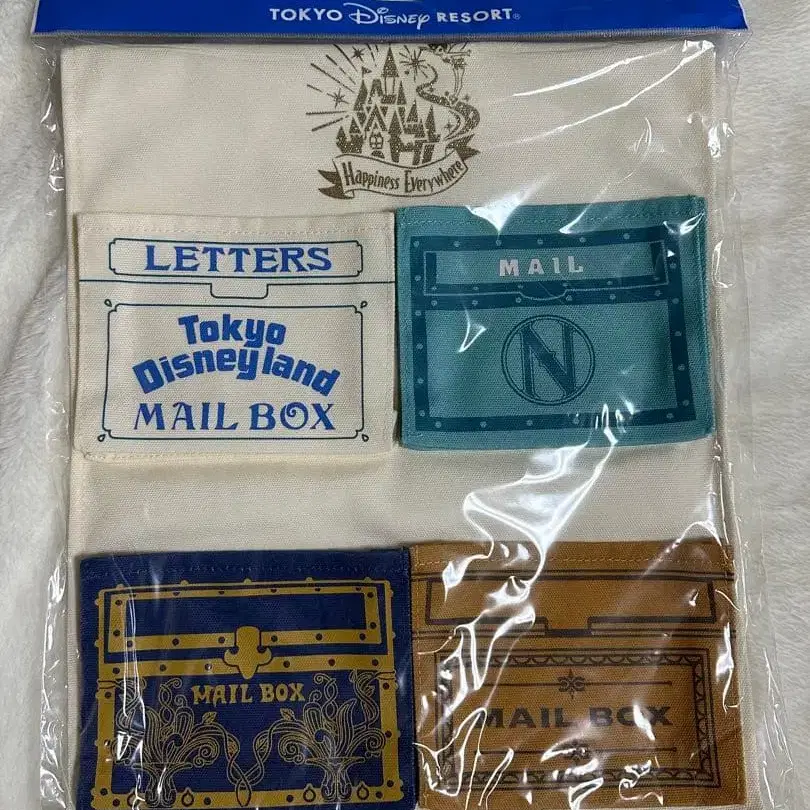 TOKYO Disney RESORT®
Happiness Everywhere
LETTERS
Tokyo
Disneyland
MAIL BOX
MAIL
N
MAIL BOX
MAIL BOX